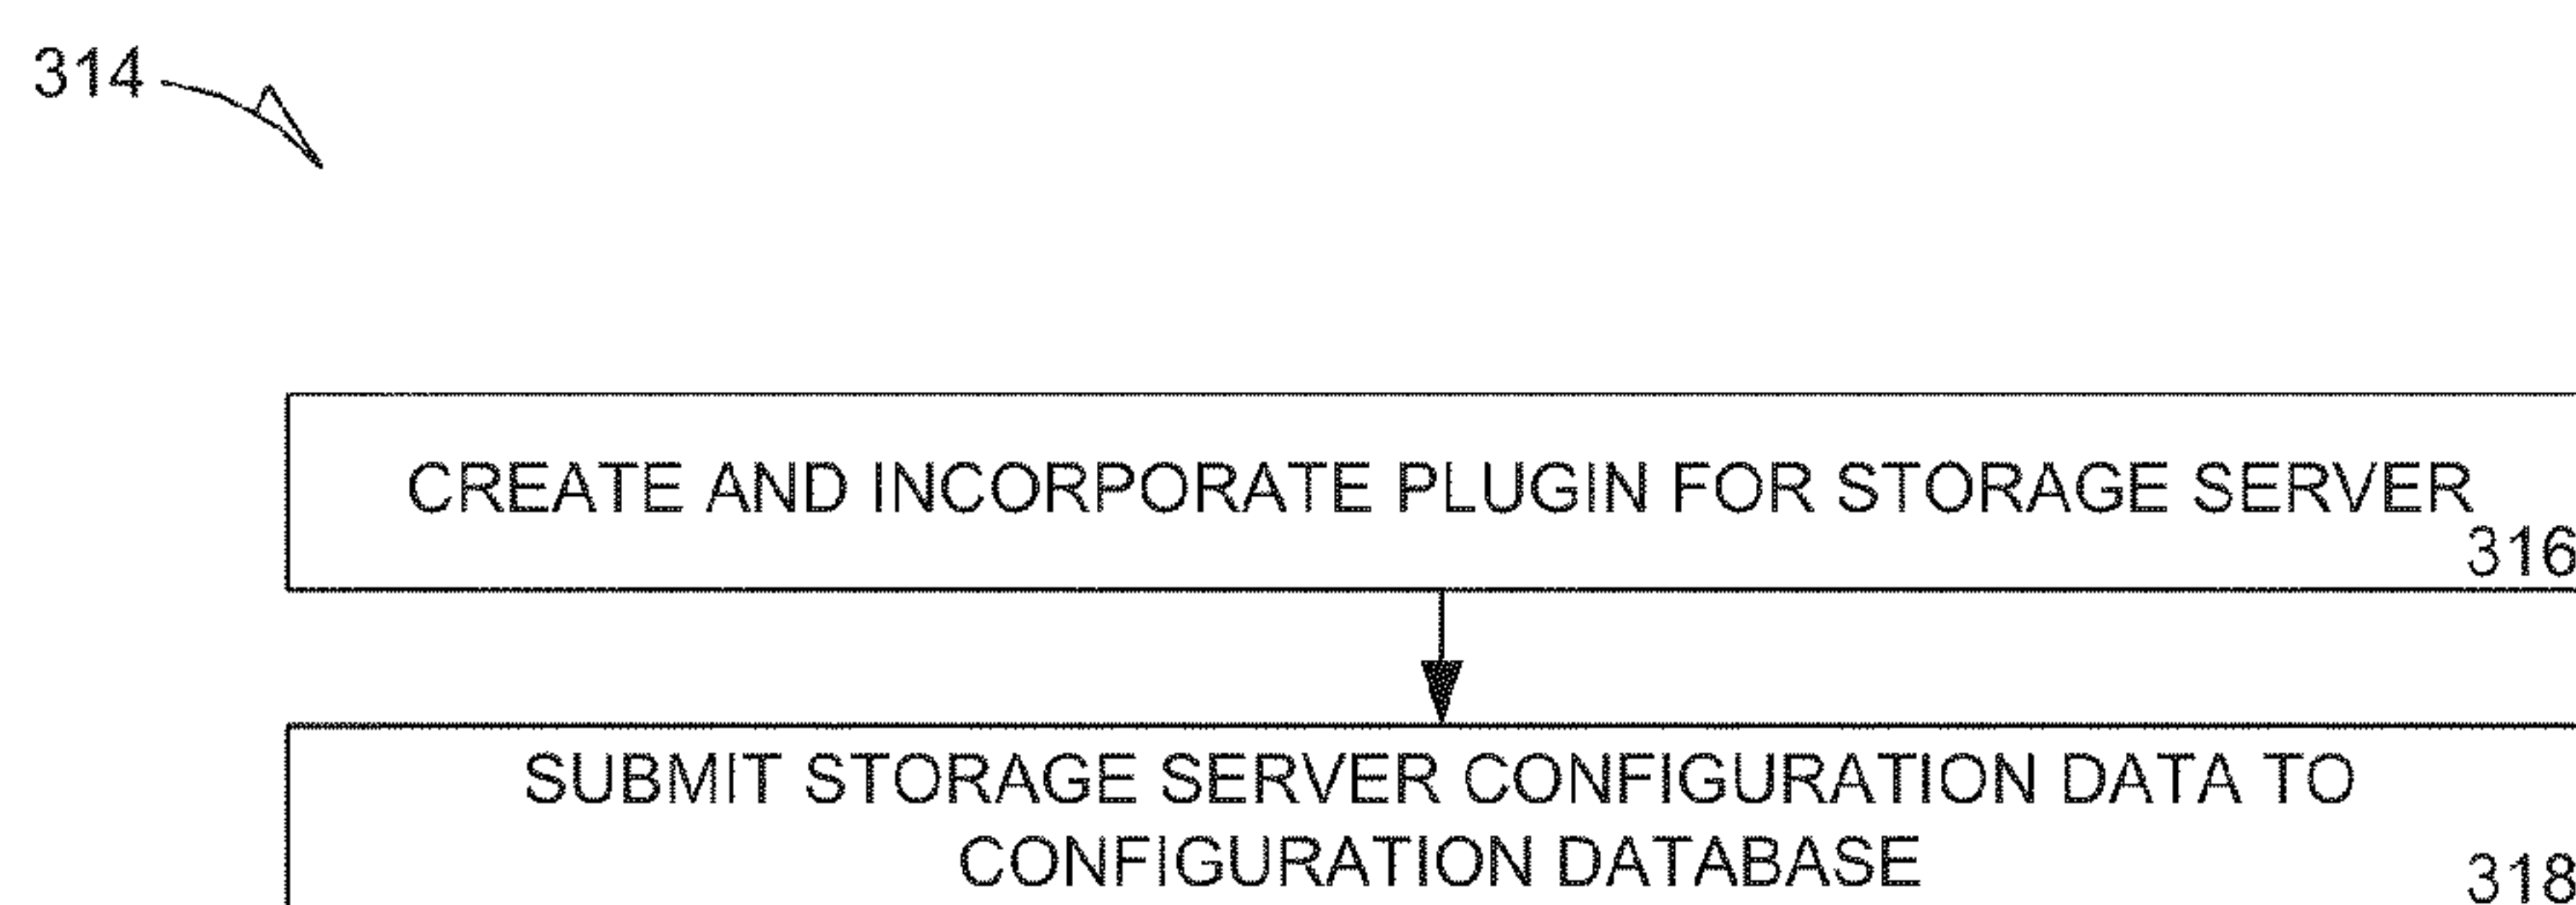 314
CREATE AND INCORPORATE PLUGIN FOR STORAGE SERVER
316
SUBMIT STORAGE SERVER CONFIGURATION DATA TO
CONFIGURATION DATABASE
318